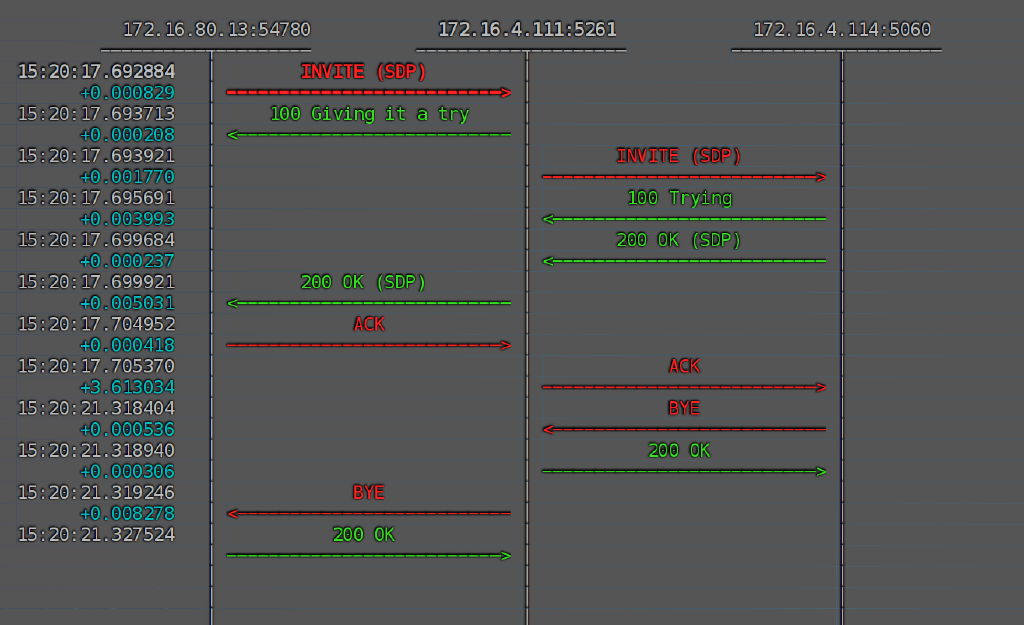 172.16.80.13:54780 172.16.4.111:5261 172.16.4.114:5060
15:20:17.692884 INVITE (SDP)
+0.000829
15:20:17.693713 100 Giving it a try
+0.000208
15:20:17.693921 INVITE (SDP)
+0.001770
15:20:17.695691 100 Trying
+0.003993
15:20:17.699684 200 OK (SDP)
+0.000237
15:20:17.699921 200 OK (SDP)
+0.005031
15:20:17.704952 ACK
+0.000418
15:20:17.705370 ACK
+3.613034
15:20:21.318404 BYE
+0.000536
15:20:21.318940 200 OK
+0.000306
15:20:21.319246 BYE
+0.008278
15:20:21.327524 200 OK